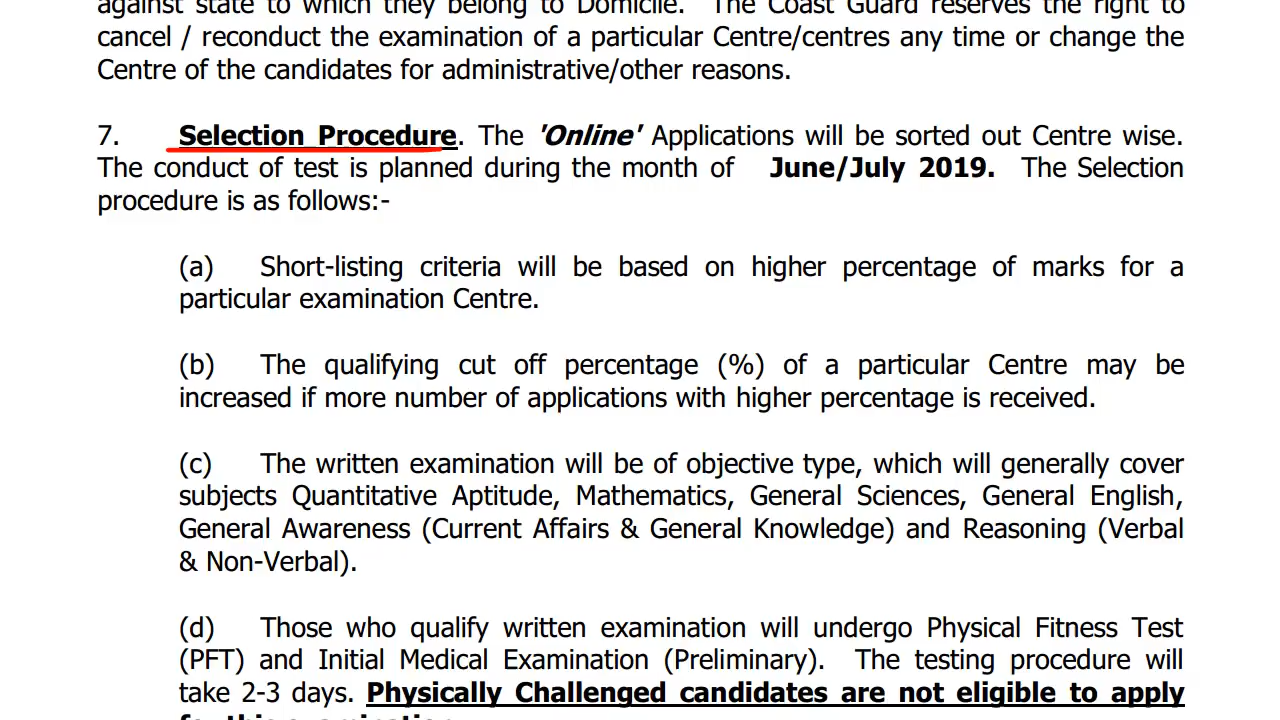 against state to which they belong to Domicile. The Coast Guard reserves the right to
cancel / reconduct the examination of a particular Centre/centres any time or change the
Centre of the candidates for administrative/other reasons.
7. Selection Procedure. The 'Online' Applications will be sorted out Centre wise.
The conduct of test is planned during the month of June/July 2019. The Selection
procedure is as follows:-
(a) Short-listing criteria will be based on higher percentage of marks for a
particular examination Centre.
(b) The qualifying cut off percentage (%) of a particular Centre may be
increased if more number of applications with higher percentage is received.
(c) The written examination will be of objective type, which will generally cover
subjects Quantitative Aptitude, Mathematics, General Sciences, General English,
General Awareness (Current Affairs & General Knowledge) and Reasoning (Verbal
& Non-Verbal).
(d) Those who qualify written examination will undergo Physical Fitness Test
(PFT) and Initial Medical Examination (Preliminary). The testing procedure will
take 2-3 days. Physically Challenged candidates are not eligible to apply
for this examination